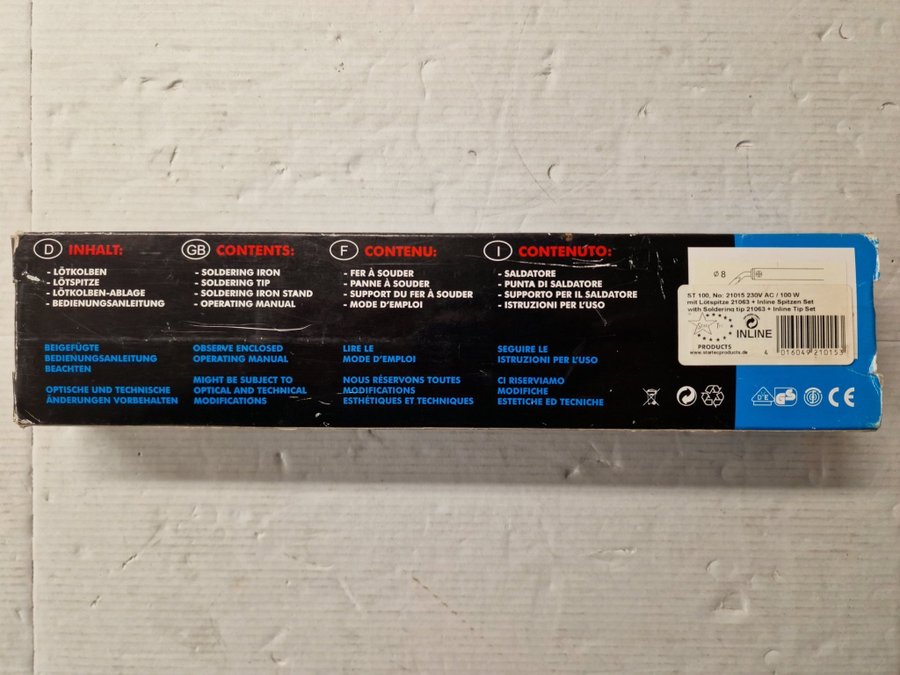 D INHALT:
- LÖTKOLBEN
- LÖTSPITZE
- LÖTKOLBEN-ABLAGE
- BEDIENUNGSANLEITUNG
BEIGEFÜGTE
BEDIENUNGSANLEITUNG
BEACHTEN
OPTISCHE UND TECHNISCHE
ÄNDERUNGEN VORBEHALTEN
GB CONTENTS:
- SOLDERING IRON
- SOLDERING TIP
- SOLDERING IRON STAND
- OPERATING MANUAL
OBSERVE ENCLOSED
OPERATING MANUAL
MIGHT BE SUBJECT TO
OPTICAL AND TECHNICAL
MODIFICATIONS
F CONTENU:
- FER À SOUDER
- PANNE À SOUDER
- SUPPORT DU FER À SOUDER
- MODE D'EMPLOI
LIRE LE
MODE D'EMPLOI
NOUS RÉSERVONS TOUTES
MODIFICATIONS
ESTHÉTIQUES ET TECHNIQUES
I CONTENUTO:
- SALDATORE
- PUNTA DI SALDATORE
- SUPPORTO PER IL SALDATORE
- ISTRUZIONI PER L'USO
SEGUIRE LE
ISTRUZIONI PER L'USO
CI RISERVIAMO
MODIFICHE
ESTETICHE ED TECNICHE
Ø 8
ST 100, No: 21015 230V AC / 100 W
mit Lötspitze 21063 + Inline Spitzen Set
with Soldering tip 21063 + Inline Tip Set
INLINE
PRODUCTS
www.startecproducts.de
4 016049 210153
GS
CE